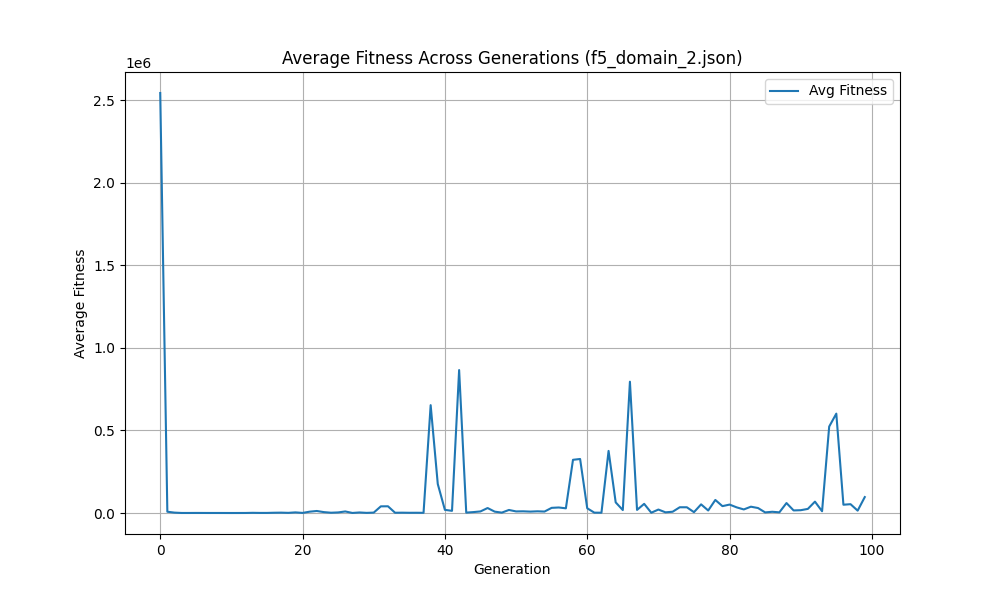 Average Fitness Across Generations (f5_domain_2.json)
1e6
Avg Fitness
2.5
2.0
1.5
1.0
0.5
0.0
Average Fitness
0 20 40 60 80 100
Generation